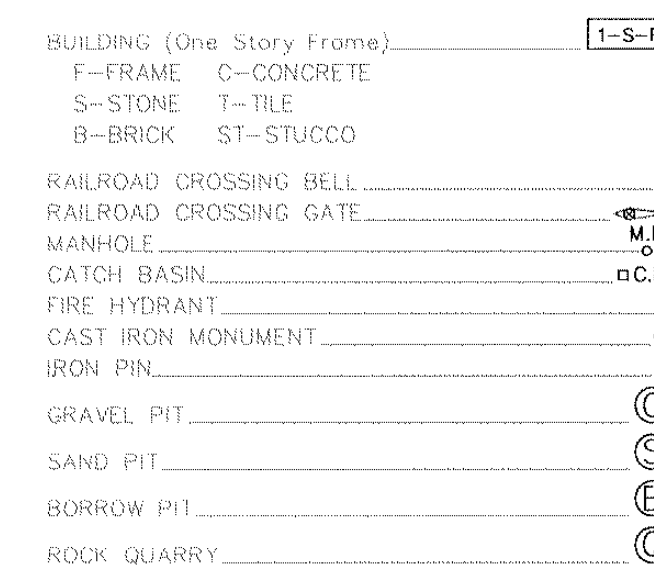 BUILDING (One Story Frame) 1-S-F
F-FRAME C-CONCRETE
S-STONE T-TILE
B-BRICK ST-STUCCO
RAILROAD CROSSING BELL
RAILROAD CROSSING GATE
MANHOLE M.
CATCH BASIN C.
FIRE HYDRANT
CAST IRON MONUMENT
IRON PIN
GRAVEL PIT
SAND PIT S
BORROW PIT B
ROCK QUARRY